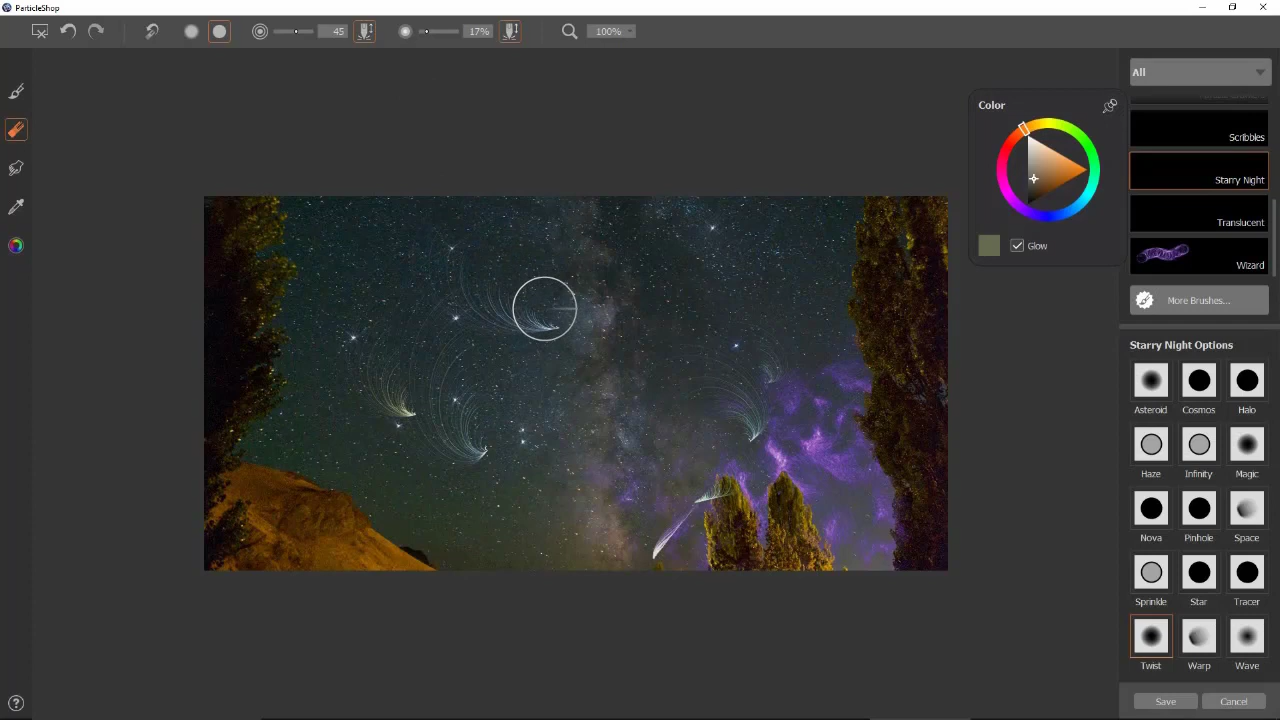 ParticleShop
45
17%
100%
All
Color
Scribbles
Starry Night
Translucent
Glow
Wizard
More Brushes...
Starry Night Options
Asteroid Cosmos Halo
Haze Infinity Magic
Nova Pinhole Space
Sprinkle Star Tracer
Twist Warp Wave
Save Cancel